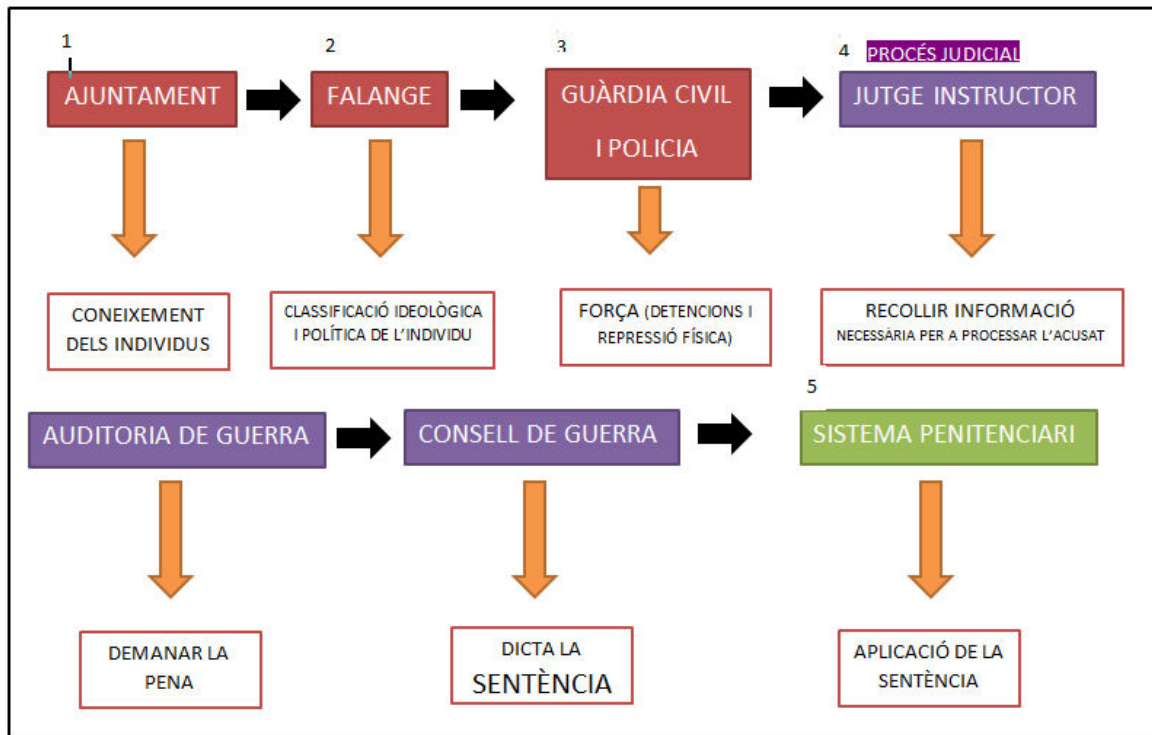 1
AJUNTAMENT
2
FALANGE
3
GUÀRDIA CIVIL
I POLICIA
4 PROCÉS JUDICIAL
JUTGE INSTRUCTOR
CONEIXEMENT
DELS INDIVIDUS
CLASSIFICACIÓ IDEOLÒGICA
I POLÍTICA DE L’INDIVIDU
FORÇA (DETENCIONS I
REPRESSIÓ FÍSICA)
RECOLLIR INFORMACIÓ
NECESSÀRIA PER A PROCESSAR L’ACUSAT
AUDITORIA DE GUERRA
CONSELL DE GUERRA
5
SISTEMA PENITENCIARI
DEMANAR LA
PENA
DICTA LA
SENTÈNCIA
APLICACIÓ DE LA
SENTÈNCIA